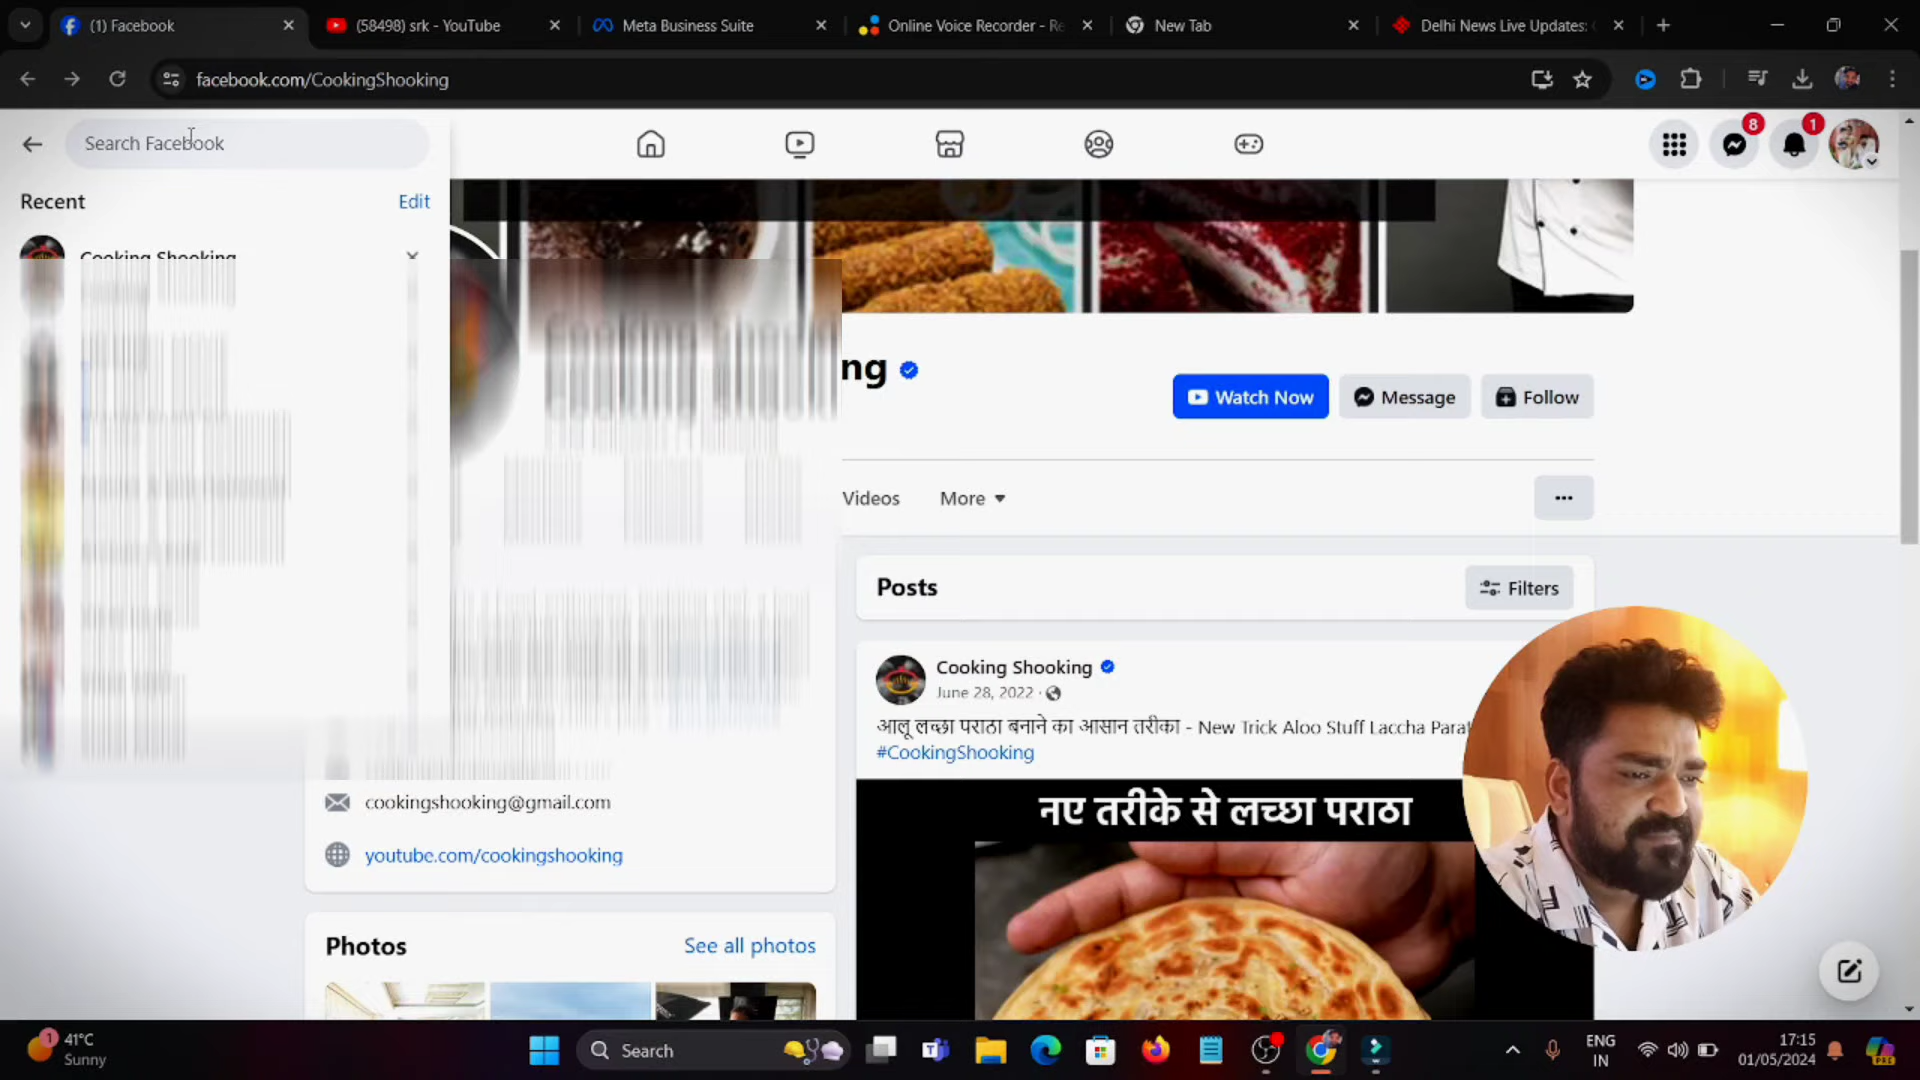 (1) Facebook
(58498) srk - YouTube
Meta Business Suite
Online Voice Recorder - Re
New Tab
Delhi News Live Updates:
facebook.com/CookingShooking
Search Facebook
8
1
Recent
Edit
Cooking Shooking
ng
Watch Now
Message
Follow
Videos
More
Posts
Filters
Cooking Shooking
June 28, 2022
आलू लच्छा पराठा बनाने का आसान तरीका - New Trick Aloo Stuff Laccha Parat
#CookingShooking
नए तरीके से लच्छा पराठा
cookingshooking@gmail.com
youtube.com/cookingshooking
Photos
See all photos
1
41°C
Sunny
Search
ENG
IN
17:15
01/05/2024